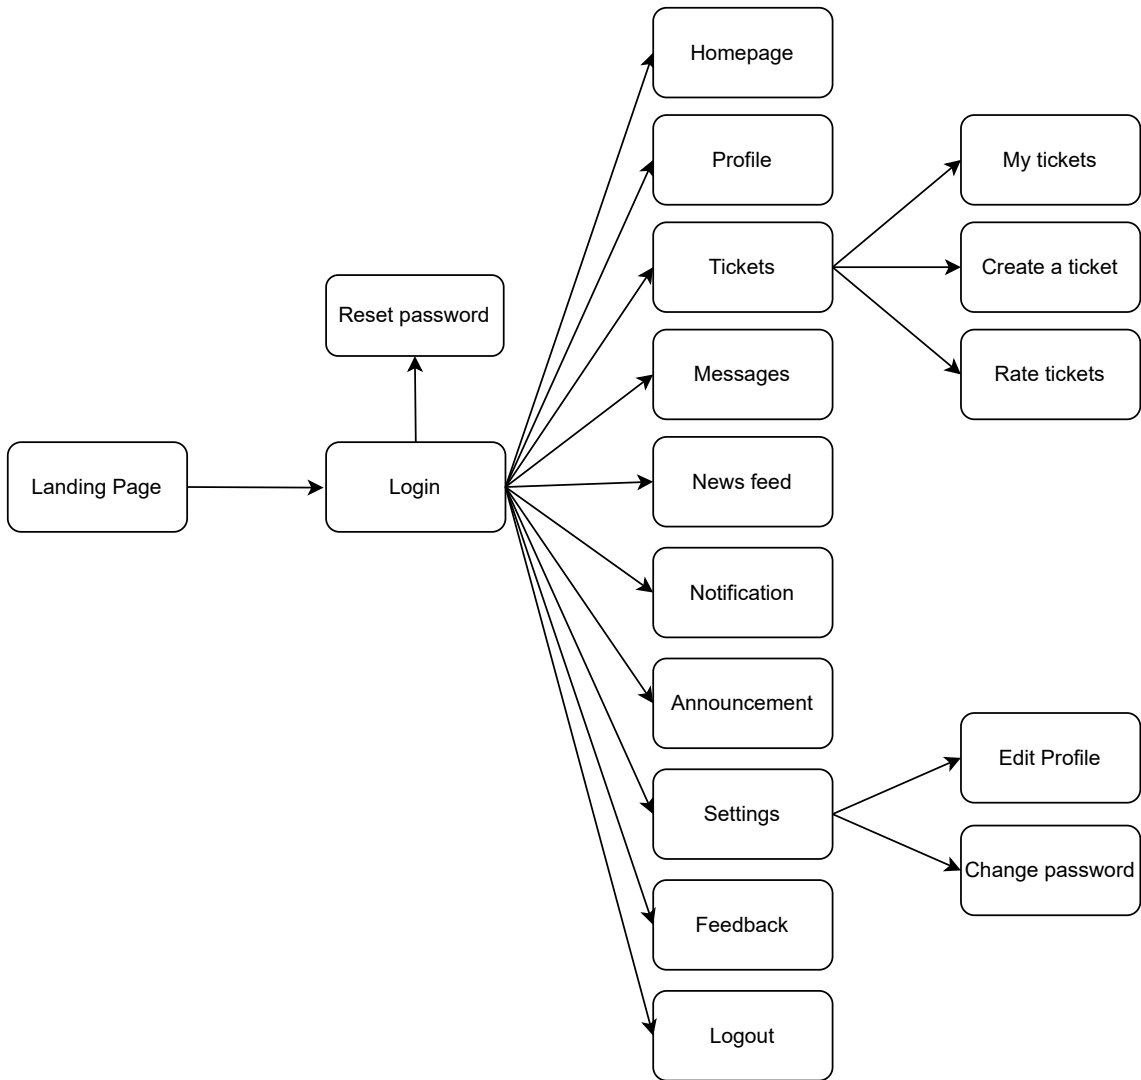 Homepage
Profile
My tickets
Tickets
Create a ticket
Reset password
Messages
Rate tickets
Landing Page
Login
News feed
Notification
Announcement
Edit Profile
Settings
Change password
Feedback
Logout